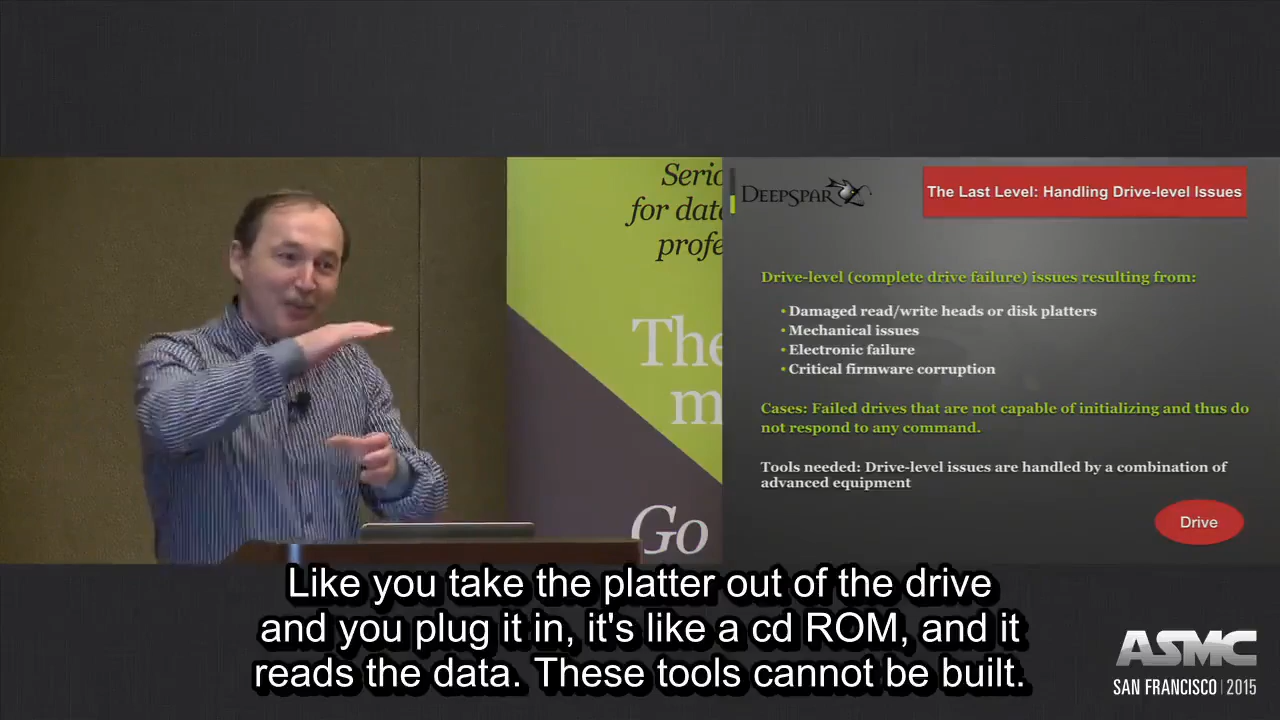 Serio
for data
profe
The
m
Go
DEEPSPAR
The Last Level: Handling Drive-level Issues
Drive-level (complete drive failure) issues resulting from:
• Damaged read/write heads or disk platters
• Mechanical issues
• Electronic failure
• Critical firmware corruption
Cases: Failed drives that are not capable of initializing and thus do
not respond to any command.
Tools needed: Drive-level issues are handled by a combination of
advanced equipment
Drive
Like you take the platter out of the drive
and you plug it in, it's like a cd ROM, and it
reads the data. These tools cannot be built.
ASMC
SAN FRANCISCO | 2015